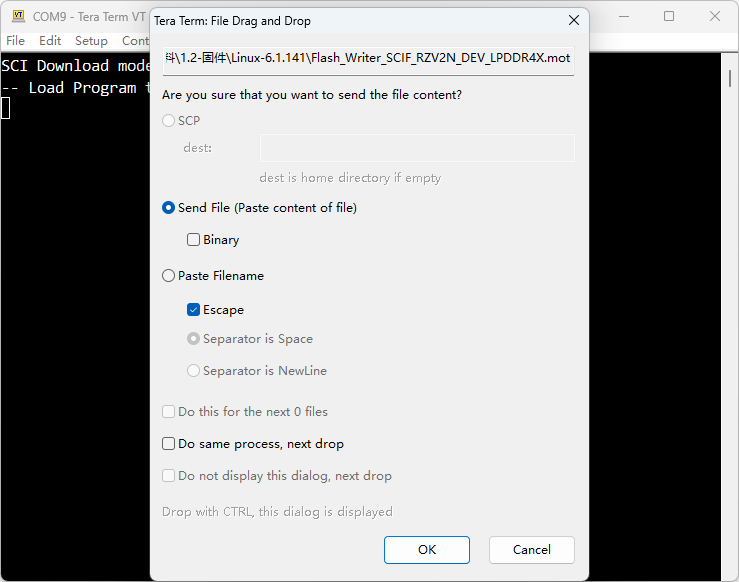 COM9 - Tera Term VT
File Edit Setup Cont
SCI Download mode
-- Load Program t
Tera Term: File Drag and Drop
料\1.2-固件\Linux-6.1.141\Flash_Writer_SCIF_RZV2N_DEV_LPDDR4X.mot
Are you sure that you want to send the file content?
SCP
dest:
dest is home directory if empty
Send File (Paste content of file)
Binary
Paste Filename
Escape
Separator is Space
Separator is NewLine
Do this for the next 0 files
Do same process, next drop
Do not display this dialog, next drop
Drop with CTRL, this dialog is displayed
OK
Cancel